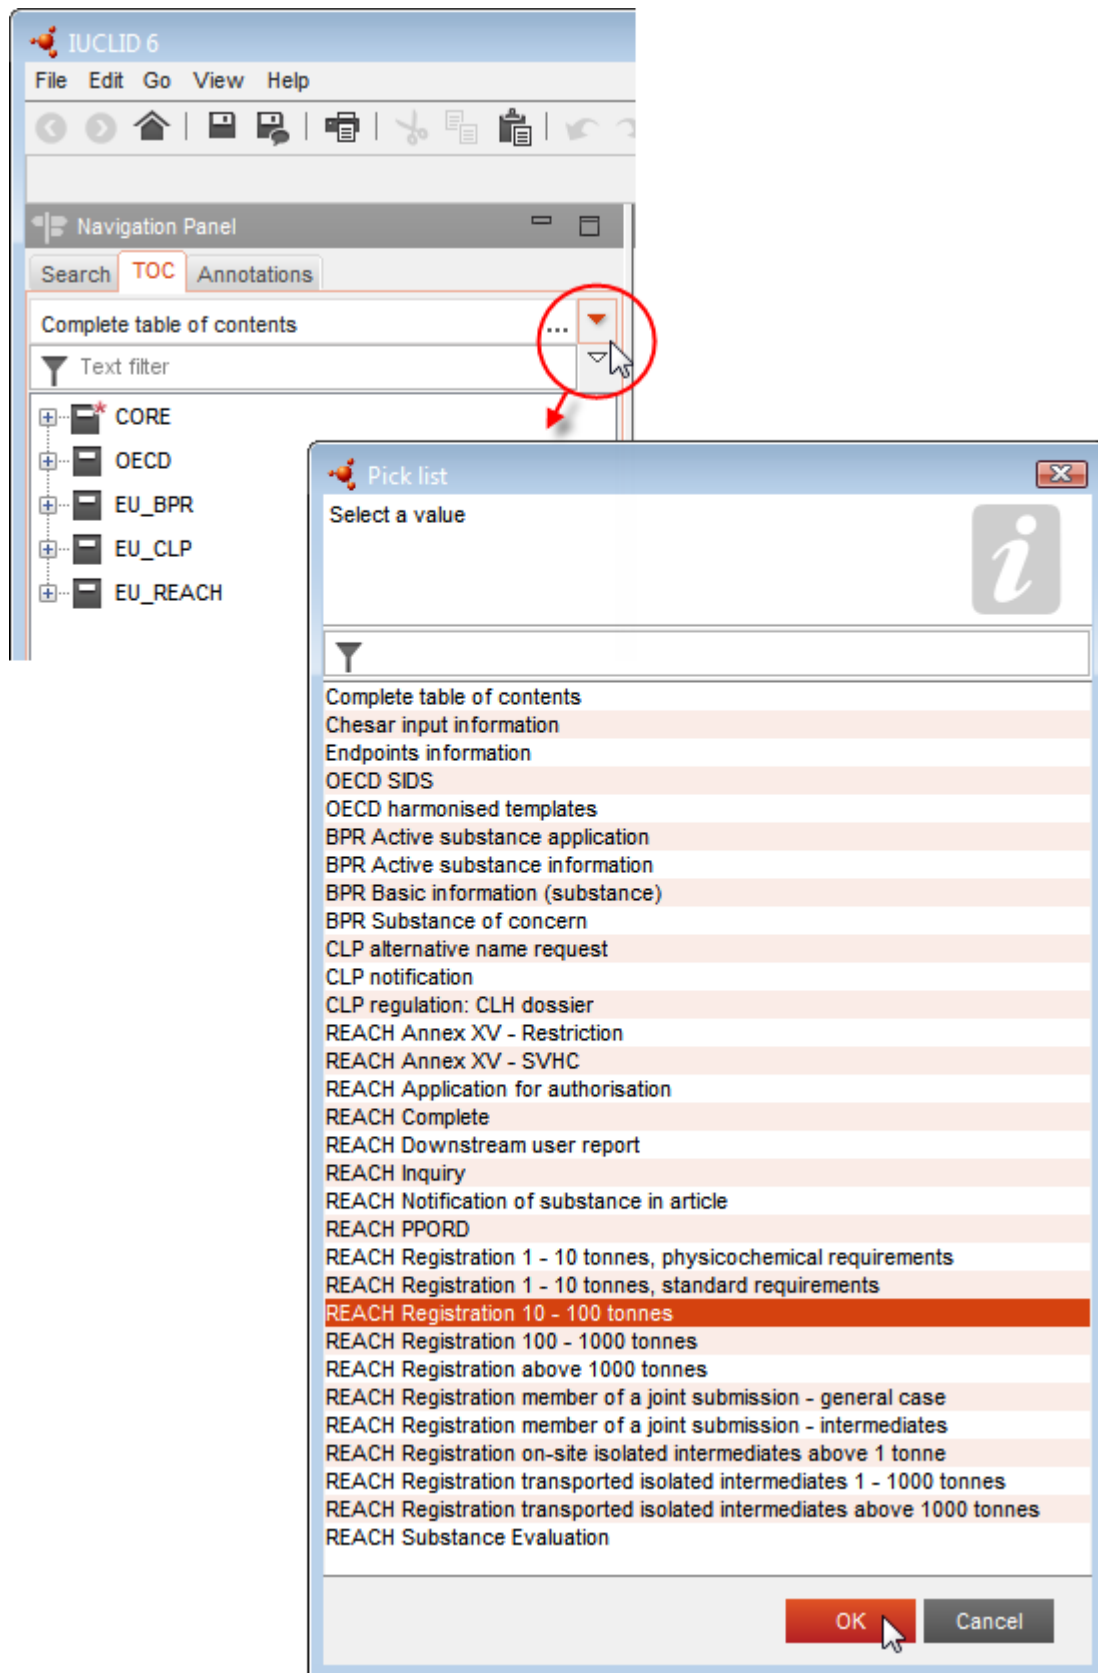 IUCLID 6
File Edit Go View Help
Navigation Panel
Search TOC Annotations
Complete table of contents ...
Text filter
CORE
OECD
EU_BPR
EU_CLP
EU_REACH
Pick list
Select a value
Complete table of contents
Chesar input information
Endpoints information
OECD SIDS
OECD harmonised templates
BPR Active substance application
BPR Active substance information
BPR Basic information (substance)
BPR Substance of concern
CLP alternative name request
CLP notification
CLP regulation: CLH dossier
REACH Annex XV - Restriction
REACH Annex XV - SVHC
REACH Application for authorisation
REACH Complete
REACH Downstream user report
REACH Inquiry
REACH Notification of substance in article
REACH PPORD
REACH Registration 1 - 10 tonnes, physicochemical requirements
REACH Registration 1 - 10 tonnes, standard requirements
REACH Registration 10 - 100 tonnes
REACH Registration 100 - 1000 tonnes
REACH Registration above 1000 tonnes
REACH Registration member of a joint submission - general case
REACH Registration member of a joint submission - intermediates
REACH Registration on-site isolated intermediates above 1 tonne
REACH Registration transported isolated intermediates 1 - 1000 tonnes
REACH Registration transported isolated intermediates above 1000 tonnes
REACH Substance Evaluation
OK Cancel